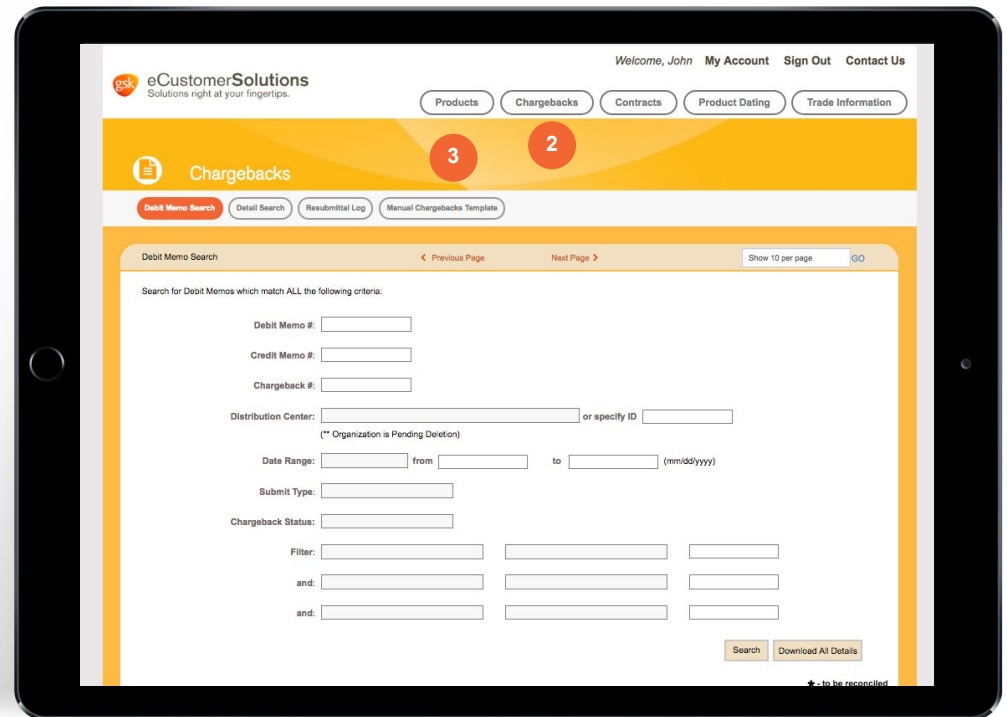 Welcome, John My Account Sign Out Contact Us
gsk eCustomerSolutions
Solutions right at your fingertips.
Products Chargebacks Contracts Product Dating Trade Information
3 2
Chargebacks
Debit Memo Search Detail Search Resubmittal Log Manual Chargebacks Template
Debit Memo Search Previous Page Next Page Show 10 per page GO
Search for Debit Memos which match ALL the following criteria:
Debit Memo #:
Credit Memo #:
Chargeback #:
Distribution Center: or specify ID
(** Organization is Pending Deletion)
Date Range: from to (mm/dd/yyyy)
Submit Type:
Chargeback Status:
Filter:
and:
and:
Search Download All Details
★ - to be reconciled